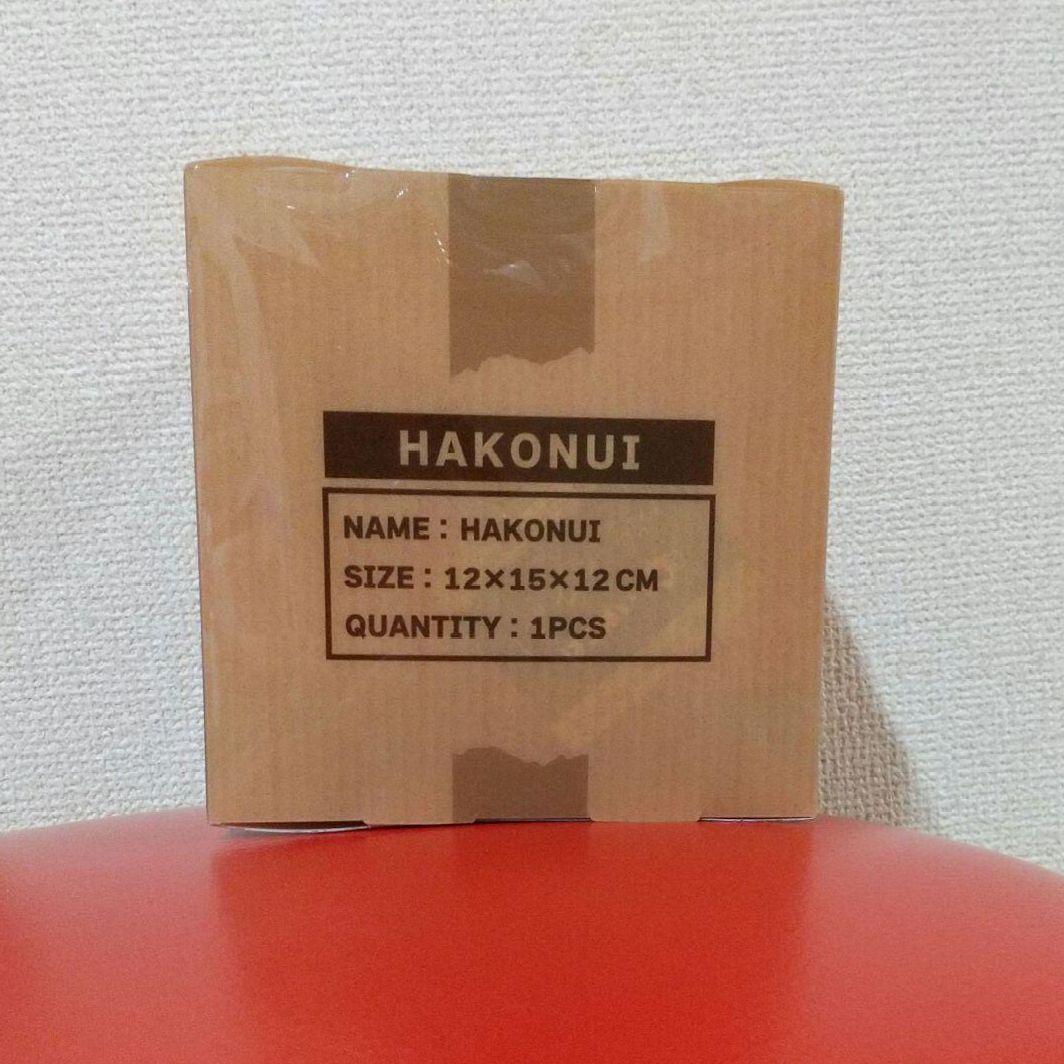 HAKONUI
NAME : HAKONUI
SIZE : 12×15×12 CM
QUANTITY : 1PCS